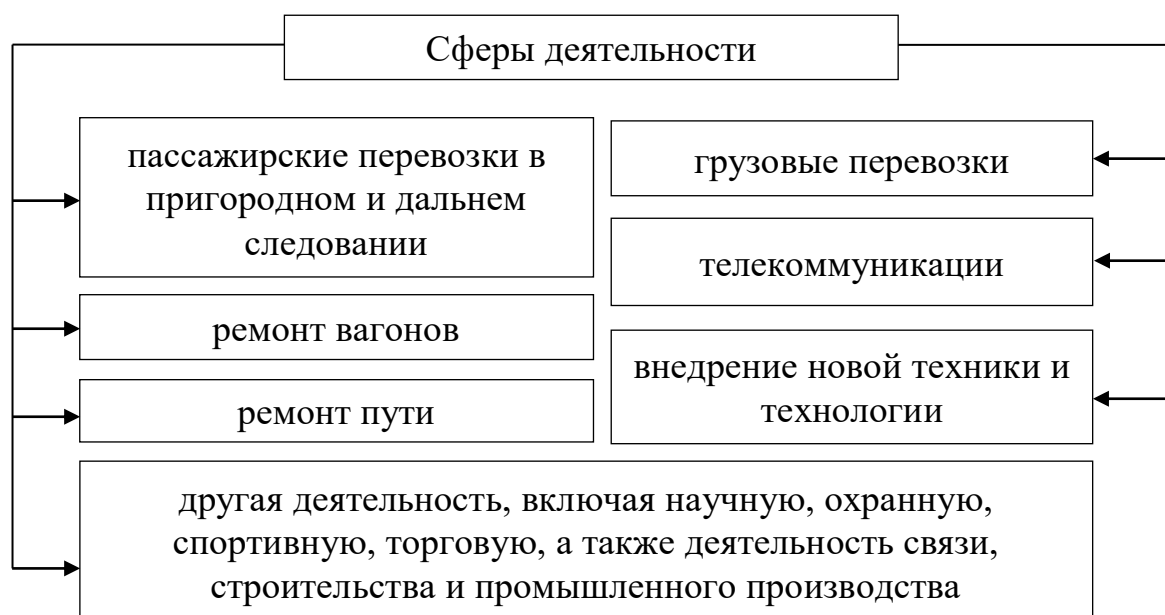 Сферы деятельности
пассажирские перевозки в
пригородном и дальнем
следовании
ремонт вагонов
ремонт пути
грузовые перевозки
телекоммуникации
внедрение новой техники и
технологии
другая деятельность, включая научную, охранную,
спортивную, торговую, а также деятельность связи,
строительства и промышленного производства